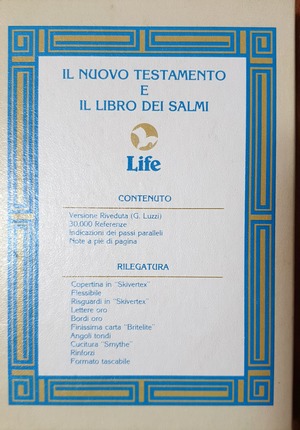 IL NUOVO TESTAMENTO
E
IL LIBRO DEI SALMI
Life
CONTENUTO
Versione Riveduta (G. Luzzi)
30.000 Referenze
Indicazioni dei passi paralleli
Note a piè di pagina
RILEGATURA
Copertina in "Skivertex"
Flessibile
Risguardi in "Skivertex"
Lettere oro
Bordi oro
Finissima carta "Britelite"
Angoli tondi
Cucitura "Smythe"
Rinforzi
Formato tascabile